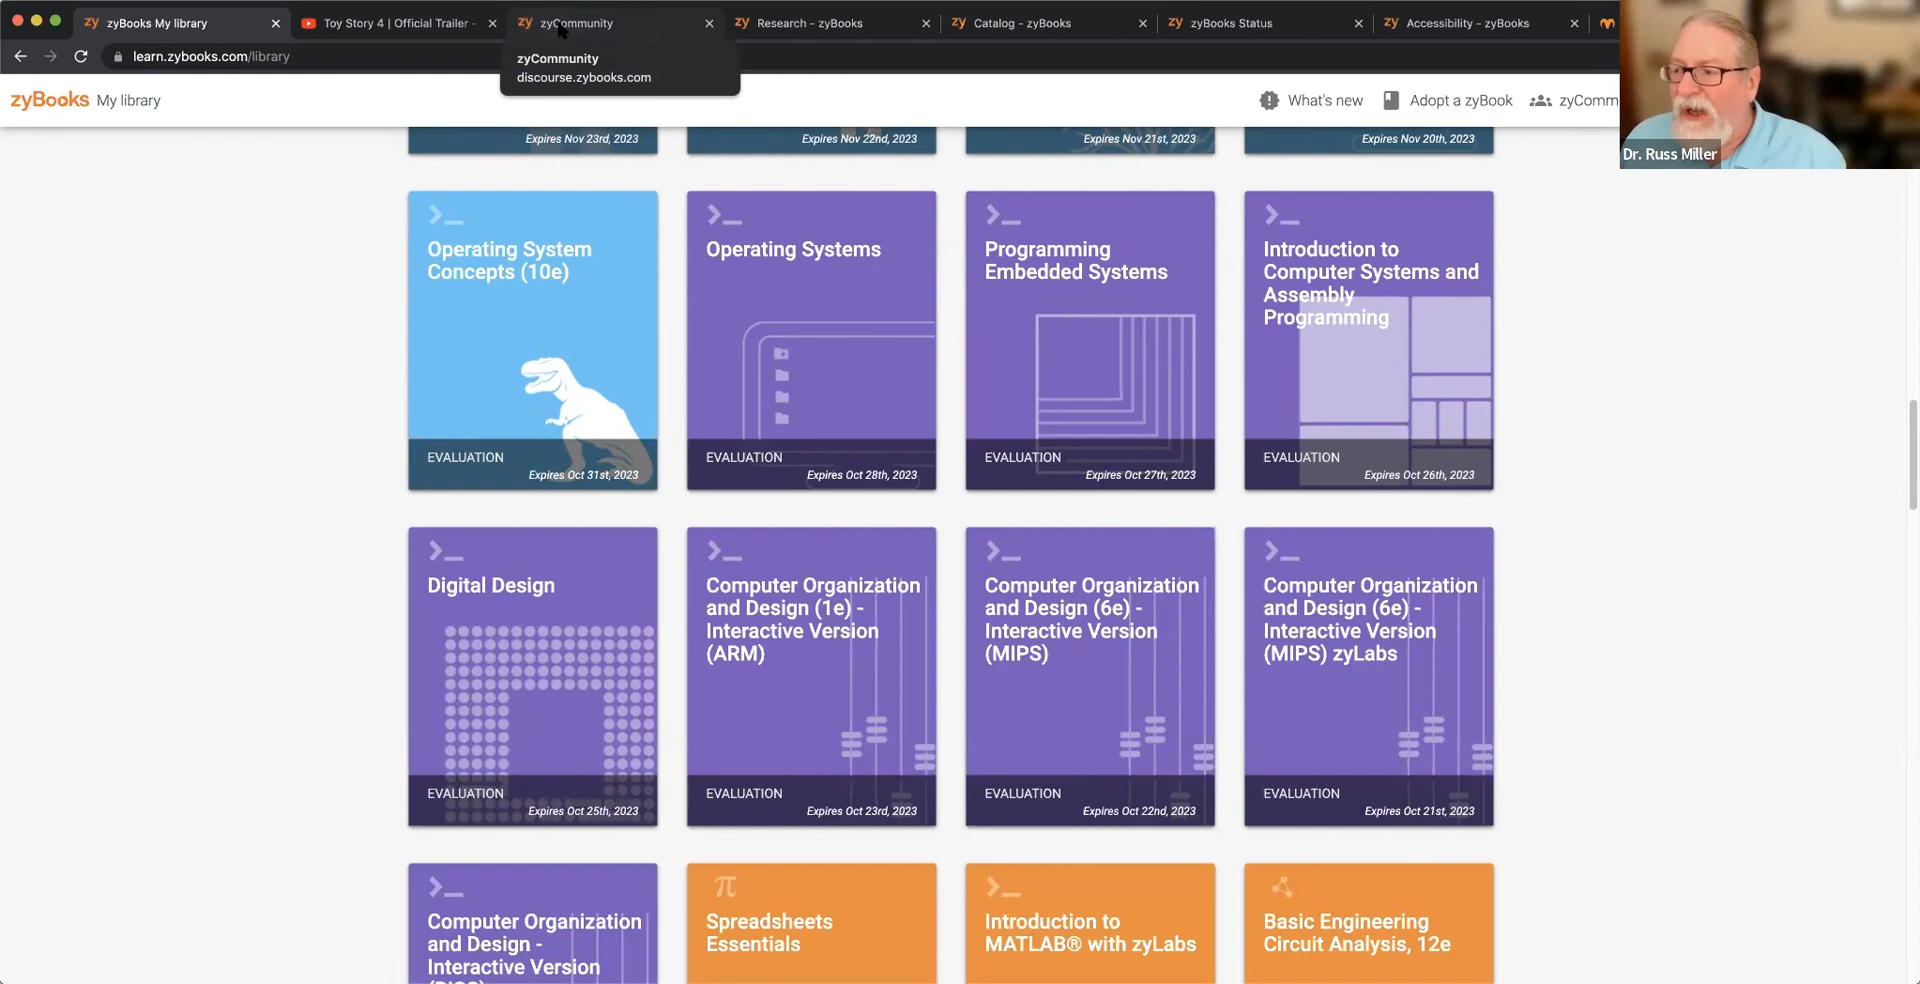 zyBooks My library
Toy Story 4 | Official Trailer -
zyCommunity
Research - zyBooks
Catalog - zyBooks
zyBooks Status
Accessibility - zyBooks
learn.zybooks.com/library
zyCommunity
discourse.zybooks.com
zyBooks My library
What's new
Adopt a zyBook
zyComm
Dr. Russ Miller
Expires Nov 23rd, 2023
Expires Nov 22nd, 2023
Expires Nov 21st, 2023
Expires Nov 20th, 2023
Operating System
Concepts (10e)
EVALUATION
Expires Oct 31st, 2023
Operating Systems
EVALUATION
Expires Oct 28th, 2023
Programming
Embedded Systems
EVALUATION
Expires Oct 27th, 2023
Introduction to
Computer Systems and
Assembly
Programming
EVALUATION
Expires Oct 26th, 2023
Digital Design
EVALUATION
Expires Oct 25th, 2023
Computer Organization
and Design (1e) -
Interactive Version
(ARM)
EVALUATION
Expires Oct 23rd, 2023
Computer Organization
and Design (6e) -
Interactive Version
(MIPS)
EVALUATION
Expires Oct 22nd, 2023
Computer Organization
and Design (6e) -
Interactive Version
(MIPS) zyLabs
EVALUATION
Expires Oct 21st, 2023
Computer Organization
and Design -
Interactive Version
Spreadsheets
Essentials
Introduction to
MATLAB® with zyLabs
Basic Engineering
Circuit Analysis, 12e